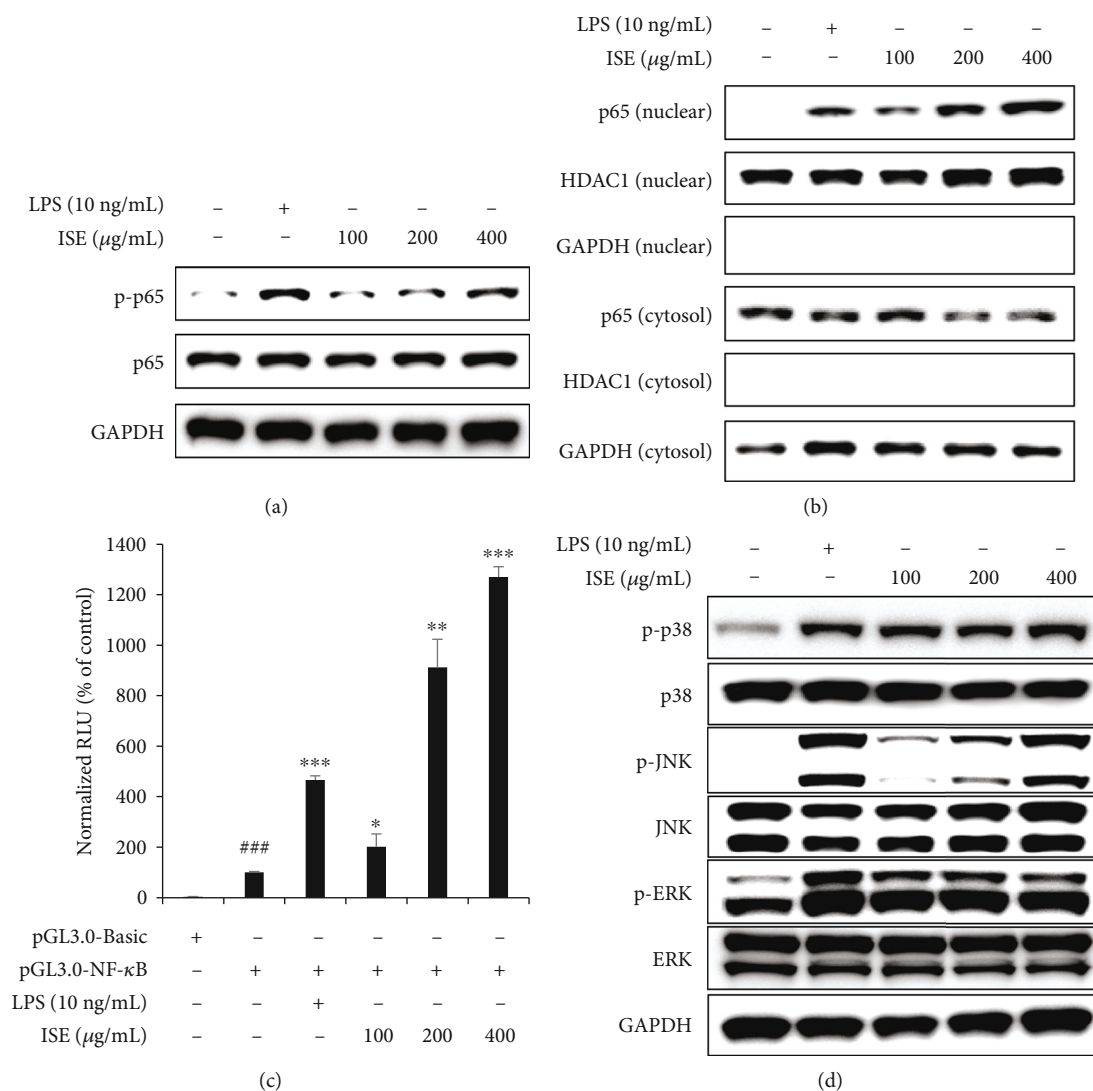 LPS (10 ng/mL) – + – – –
ISE (μg/mL) – – 100 200 400
p-p65
p65
GAPDH
(a)
LPS (10 ng/mL) – + – – –
ISE (μg/mL) – – 100 200 400
p65 (nuclear)
HDAC1 (nuclear)
GAPDH (nuclear)
p65 (cytosol)
HDAC1 (cytosol)
GAPDH (cytosol)
(b)
Normalized RLU (% of control)
1400
1200
1000
800
600
400
200
0
###
***
*
**
***
pGL3.0-Basic + – – – – –
pGL3.0-NF-κB – + + + + +
LPS (10 ng/mL) – – + – – –
ISE (μg/mL) – – – 100 200 400
(c)
LPS (10 ng/mL) – + – – –
ISE (μg/mL) – – 100 200 400
p-p38
p38
p-JNK
JNK
p-ERK
ERK
GAPDH
(d)